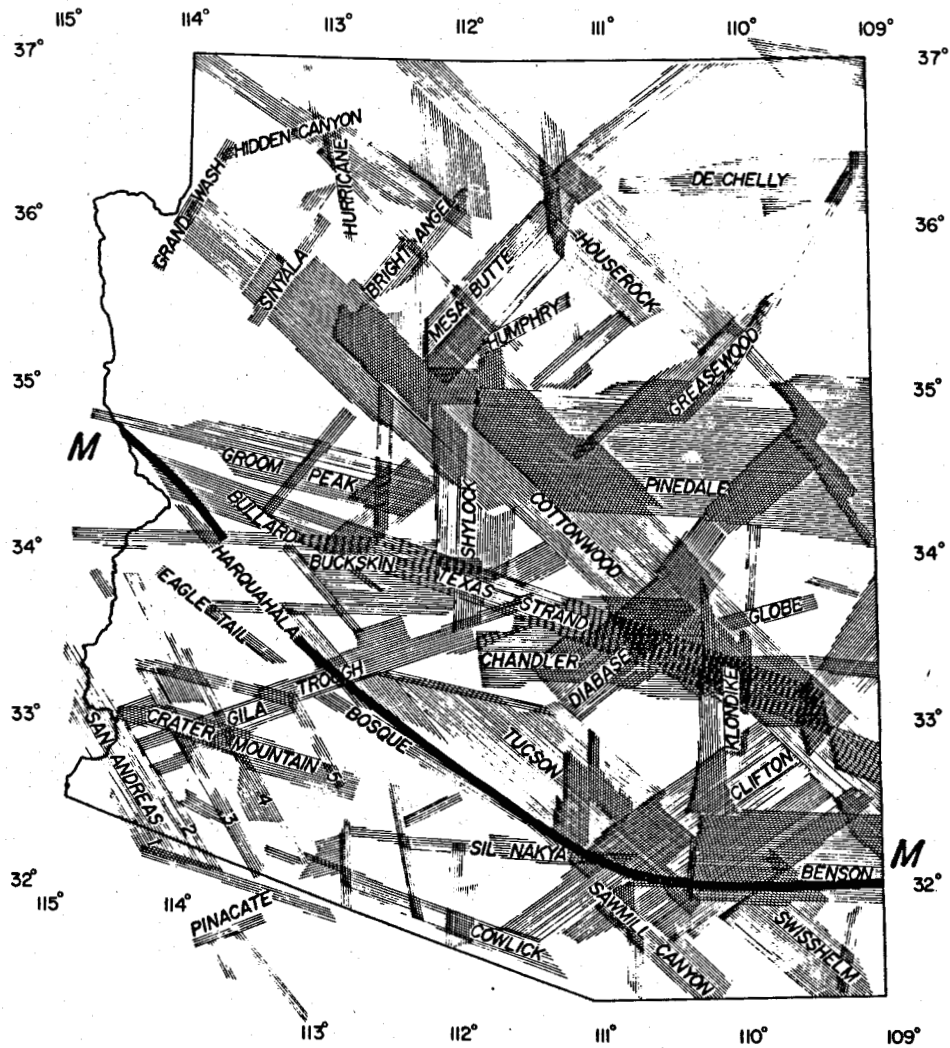 115° 113° 112° 111° 110° 109°
37° 37°
HIDDEN CANYON
GRAND WASH
HURRICANE
DE CHELLY
36° 36°
BRIGHT ANGEL
SINYALA
MESA BUTTE
HOUSEROCK
HUMPHRY
GREASEWOOD
35° 35°
M
GROOM PEAK
PINEDALE
BULLARD
SHYLOCK
COTTONWOOD
34° 34°
HARQUAHALA
BUCKSKIN
TEXAS STRAND
EAGLE TAIL
GLOBE
CHANDLER
DIABASE
TROUGH
GILA
KLONDIKE
33° 33°
CRATER MOUNTAIN
BOSQUE
TUCSON
SAN ANDREAS
CLIFTON
1 2 3 4 5
SIL NAKYA
M
BENSON
32° 32°
115° 114°
PINACATE
COWLICK
SAWMILL CANYON
SWISSHELM
113° 112° 111° 110° 109°